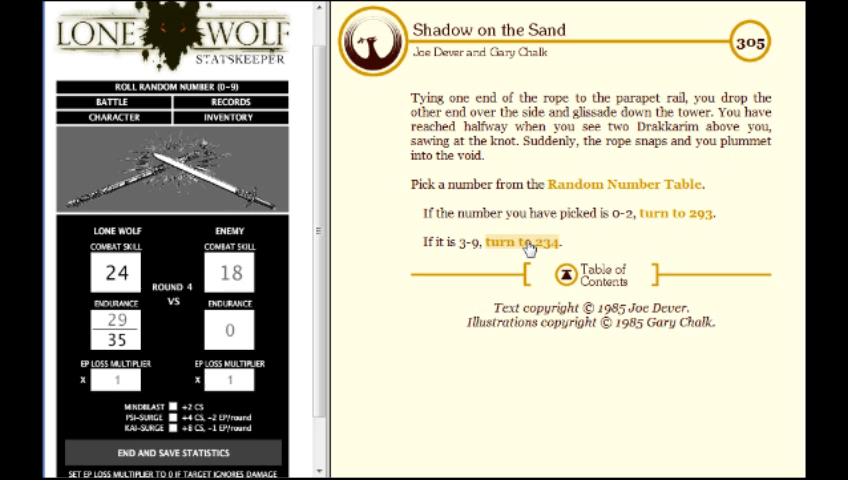 LONE WOLF
STATSKEEPER
ROLL RANDOM NUMBER (0-9)
BATTLE
RECORDS
CHARACTER
INVENTORY
LONE WOLF
ENEMY
COMBAT SKILL
COMBAT SKILL
24
ROUND 4
18
VS
ENDURANCE
ENDURANCE
29
35
0
EP LOSS MULTIPLIER
EP LOSS MULTIPLIER
X 1
X 1
MINDBLAST +2 CS
PSI-SURGE +4 CS, -2 EP/round
KAI-SURGE +8 CS, -1 EP/round
END AND SAVE STATISTICS
SET EP LOSS MULTIPLIER TO 0 IF TARGET IGNORES DAMAGE
Shadow on the Sand
Joe Dever and Gary Chalk
305
Tying one end of the rope to the parapet rail, you drop the
other end over the side and glissade down the tower. You have
reached halfway when you see two Drakkarim above you,
sawing at the knot. Suddenly, the rope snaps and you plummet
into the void.
Pick a number from the Random Number Table.
If the number you have picked is 0-2, turn to 293.
If it is 3-9, turn to 234.
Table of
Contents
Text copyright © 1985 Joe Dever.
Illustrations copyright © 1985 Gary Chalk.